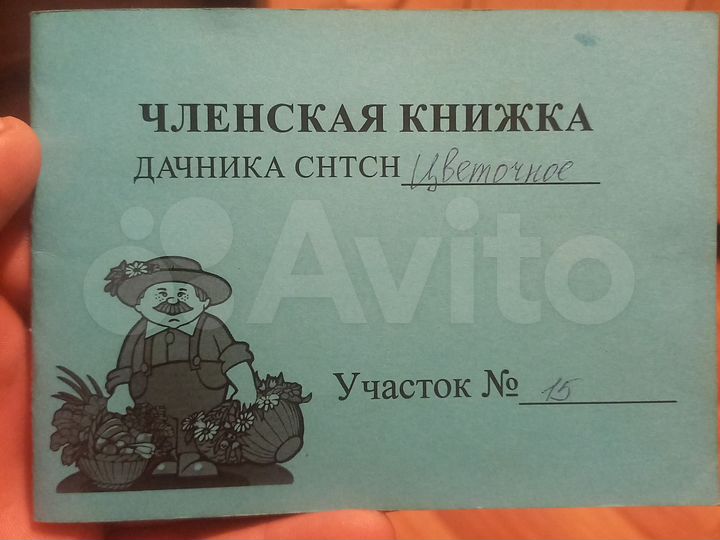 ЧЛЕНСКАЯ КНИЖКА
ДАЧНИКА СНТСН Цветочное
Avito
Участок № 15